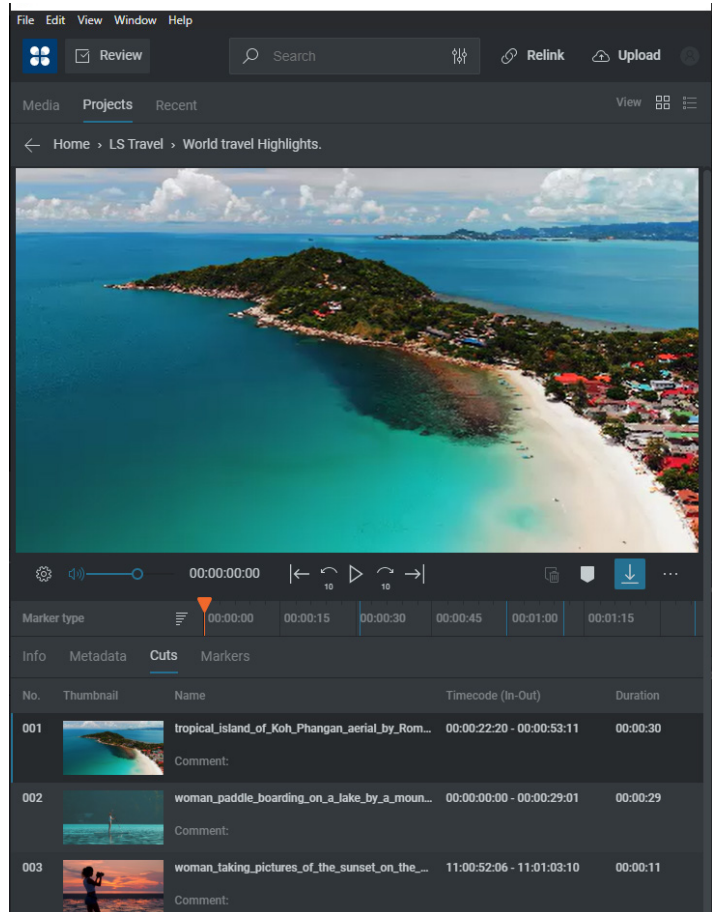 File Edit View Window Help
Review Search Relink Upload
Media Projects Recent View
Home › LS Travel › World travel Highlights.
00:00:00:00 10 10
Marker type 00:00:00 00:00:15 00:00:30 00:00:45 00:01:00 00:01:15
Info Metadata Cuts Markers
No. Thumbnail Name Timecode (In-Out) Duration
001 tropical_island_of_Koh_Phangan_aerial_by_Rom... 00:00:22:20 - 00:00:53:11 00:00:30
Comment:
002 woman_paddle_boarding_on_a_lake_by_a_moun... 00:00:00:00 - 00:00:29:01 00:00:29
Comment:
003 woman_taking_pictures_of_the_sunset_on_the_... 11:00:52:06 - 11:01:03:10 00:00:11
Comment: